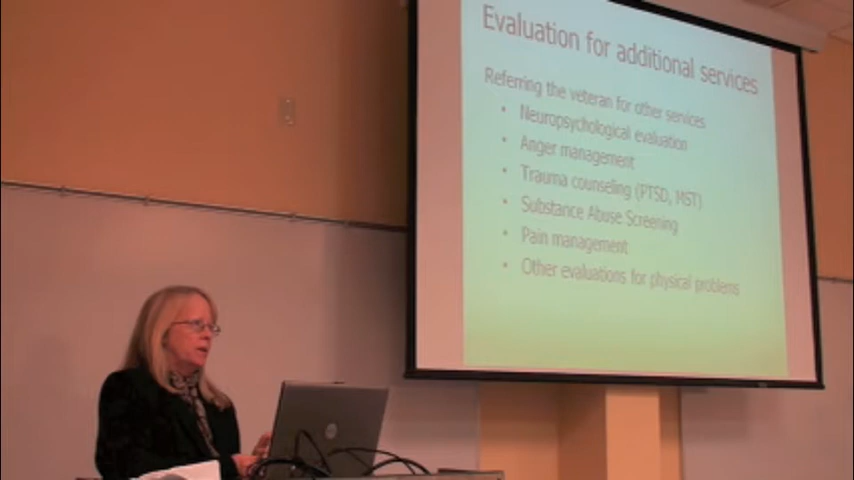 Evaluation for additional services
Referring the veteran for other services
• Neuropsychological evaluation
• Anger management
• Trauma counseling (PTSD, MST)
• Substance Abuse Screening
• Pain management
• Other evaluations for physical problems